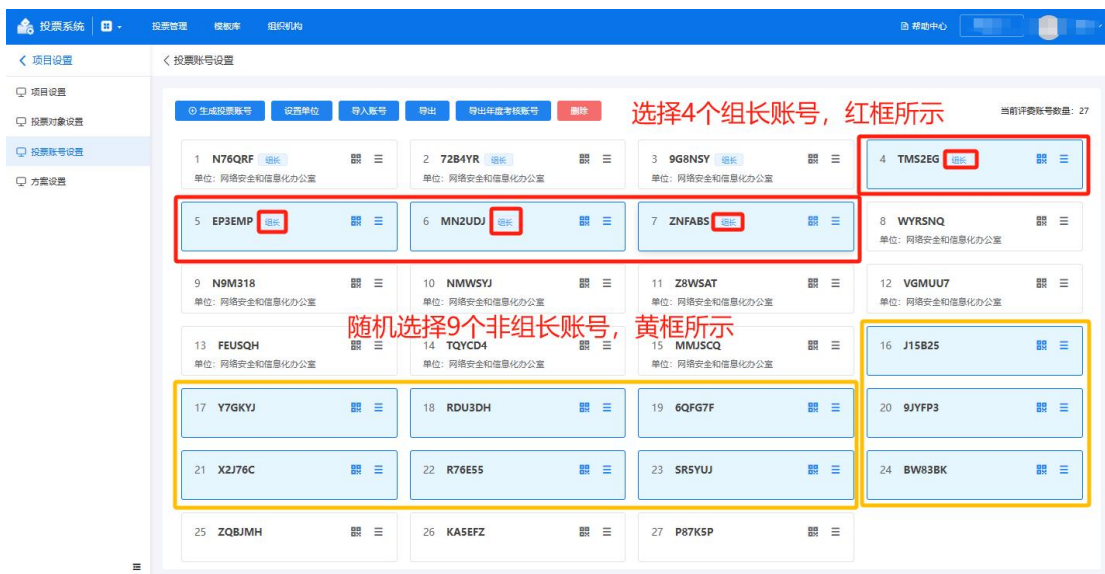 投票系统 投票管理 模板库 组织机构 帮助中心
项目设置 投票账号设置
项目设置
投票对象设置
投票账号设置
方案设置
生成投票账号 设置单位 导入账号 导出 导出年度考核账号 删除 选择4个组长账号，红框所示 当前评委账号数量：27
1 N76QRF 组长 2 72B4YR 组长 3 9G8NSY 组长 4 TMS2EG 组长
单位：网络安全和信息化办公室 单位：网络安全和信息化办公室 单位：网络安全和信息化办公室
5 EP3EMP 组长 6 MN2UDJ 组长 7 ZNFABS 组长 8 WYRSNQ
单位：网络安全和信息化办公室
9 N9M318 10 NMWSYJ 11 Z8WSAT 12 VGMUU7
单位：网络安全和信息化办公室 单位：网络安全和信息化办公室 单位：网络安全和信息化办公室 单位：网络安全和信息化办公室
随机选择9个非组长账号，黄框所示
13 FEUSQH 14 TQYCD4 15 MMJSCQ 16 J15B25
单位：网络安全和信息化办公室 单位：网络安全和信息化办公室 单位：网络安全和信息化办公室
17 Y7GKYJ 18 RDU3DH 19 6QFG7F 20 9JYFP3
21 X2J76C 22 R76E55 23 SR5YUJ 24 BW83BK
25 ZQBJMH 26 KA5EFZ 27 P87K5P